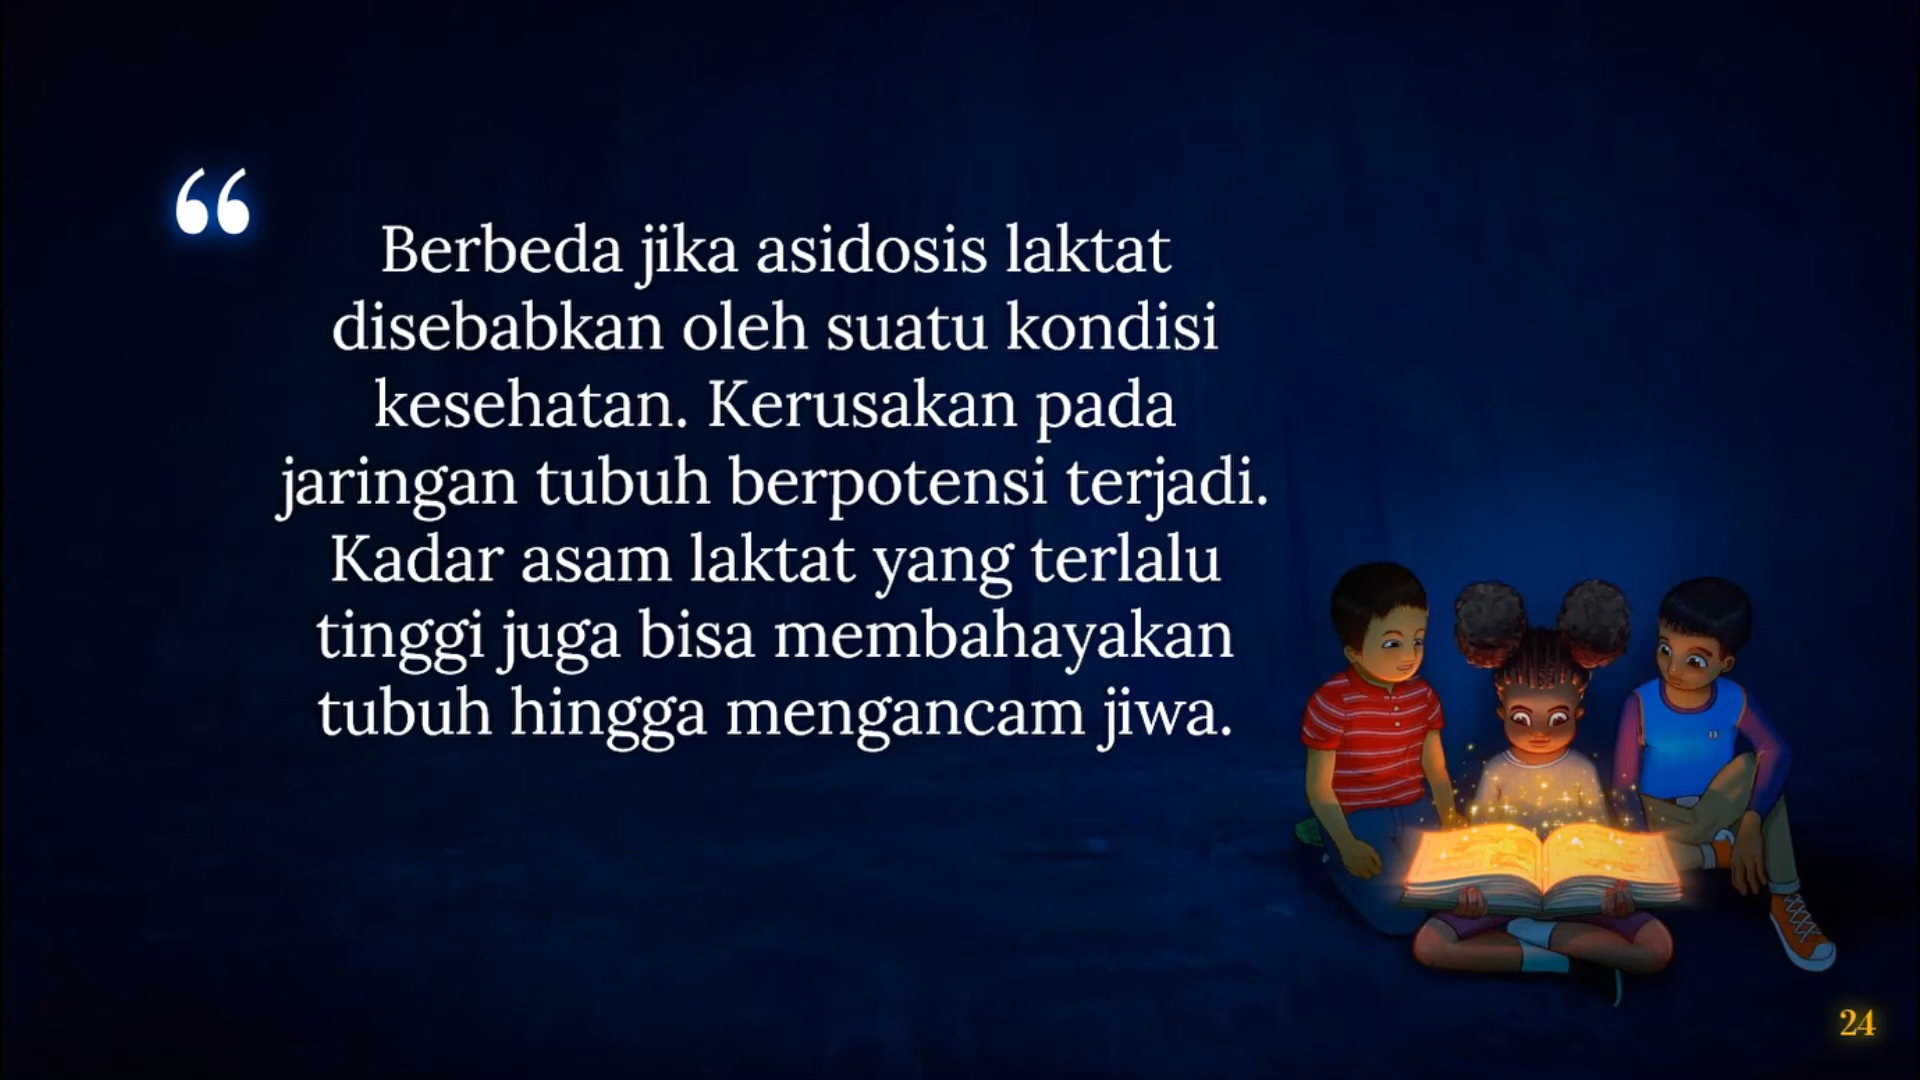 “
Berbeda jika asidosis laktat
disebabkan oleh suatu kondisi
kesehatan. Kerusakan pada
jaringan tubuh berpotensi terjadi.
Kadar asam laktat yang terlalu
tinggi juga bisa membahayakan
tubuh hingga mengancam jiwa.
24